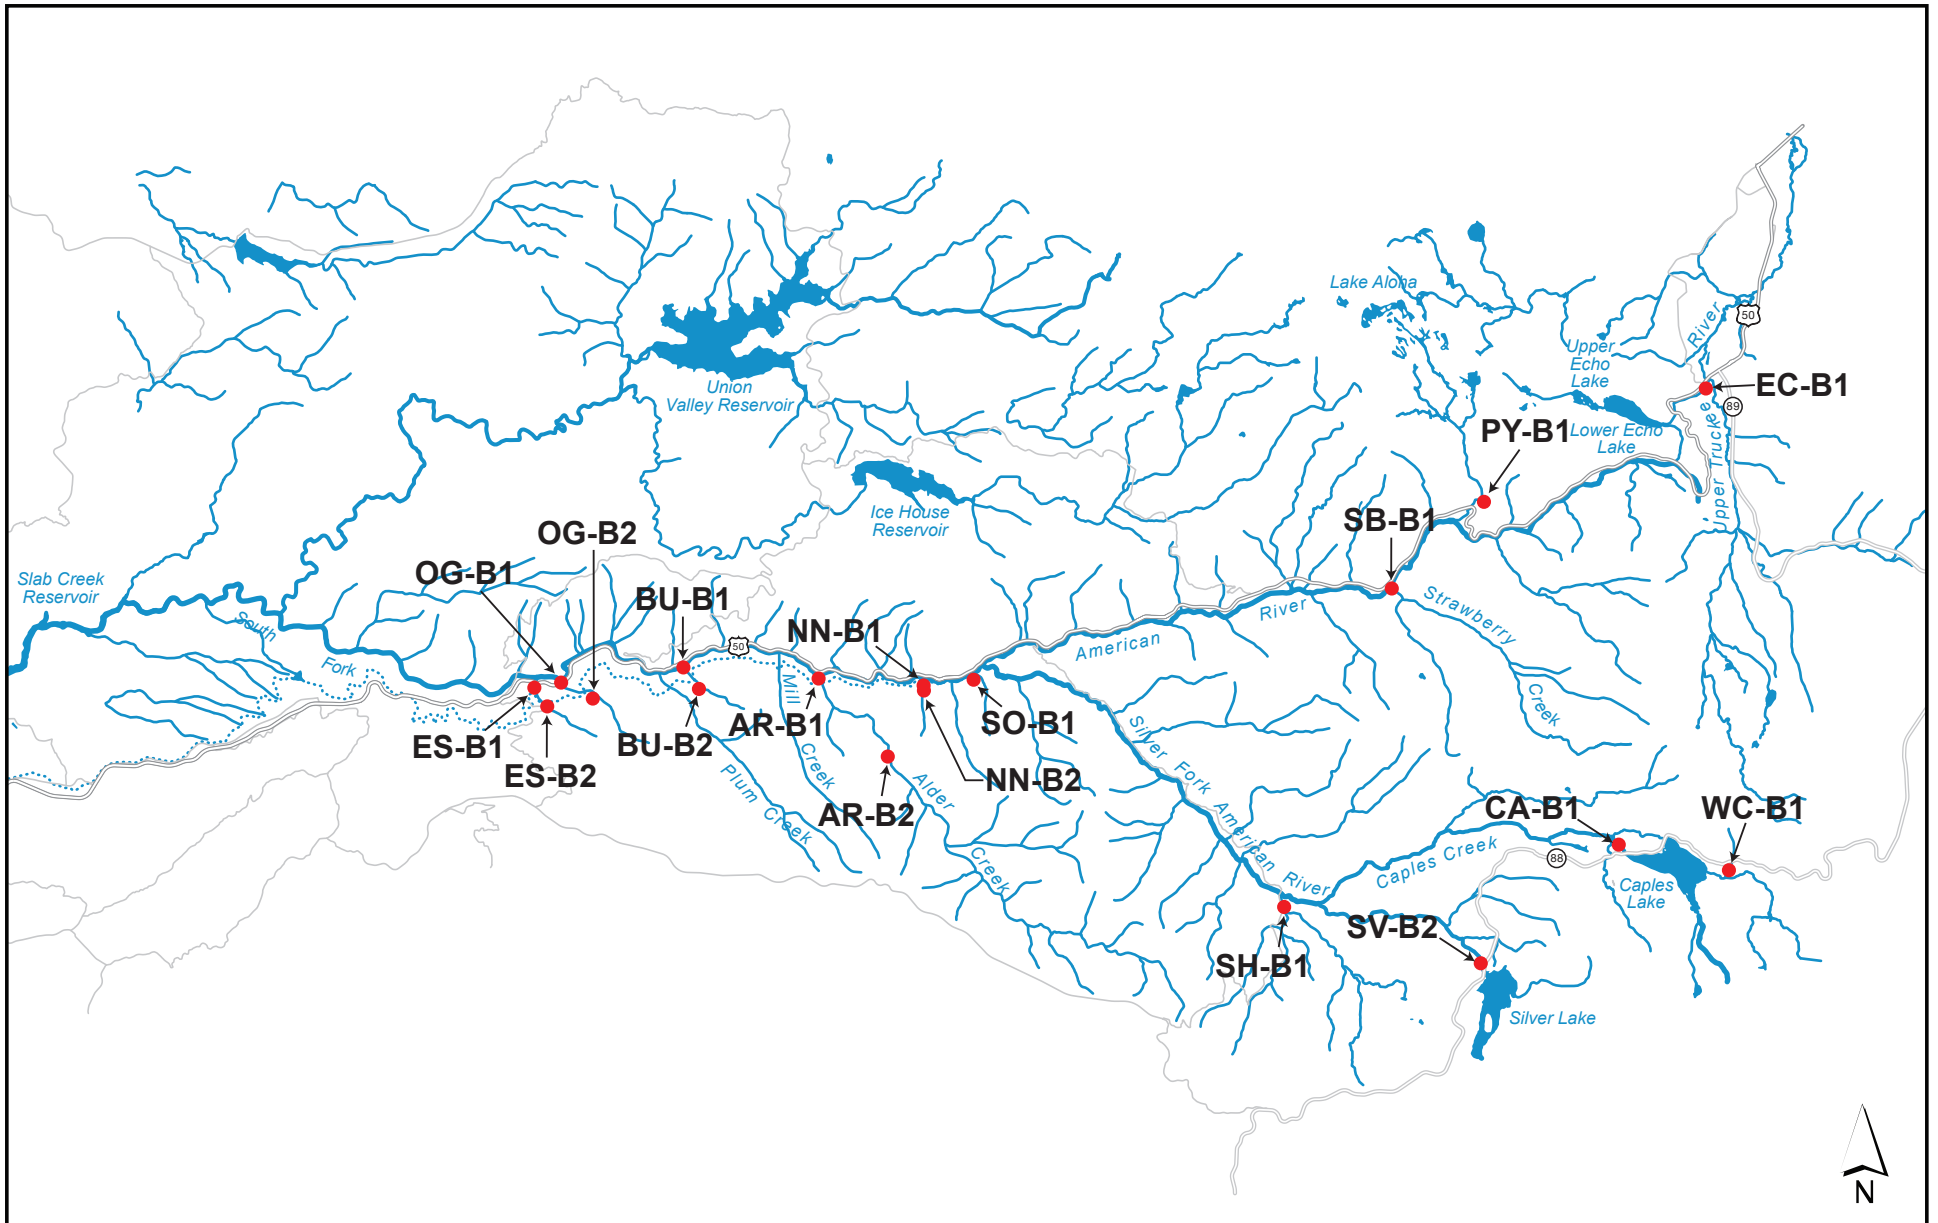 Lake Aloha
River
50
Upper
Echo
Lake
EC-B1
89
Union
Valley Reservoir
PY-B1
Lower Echo
Lake
Upper Truckee
Ice House
Reservoir
SB-B1
OG-B2
OG-B1
Slab Creek
Reservoir
BU-B1
South
Fork
50
NN-B1
American
River
Strawberry
Creek
Mill
Creek
AR-B1
SO-B1
ES-B1
BU-B2
ES-B2
NN-B2
Plum Creek
AR-B2
Alder
Creek
Silver Fork American River
CA-B1
WC-B1
Caples Creek
88
Caples
Lake
SV-B2
SH-B1
Silver Lake
N